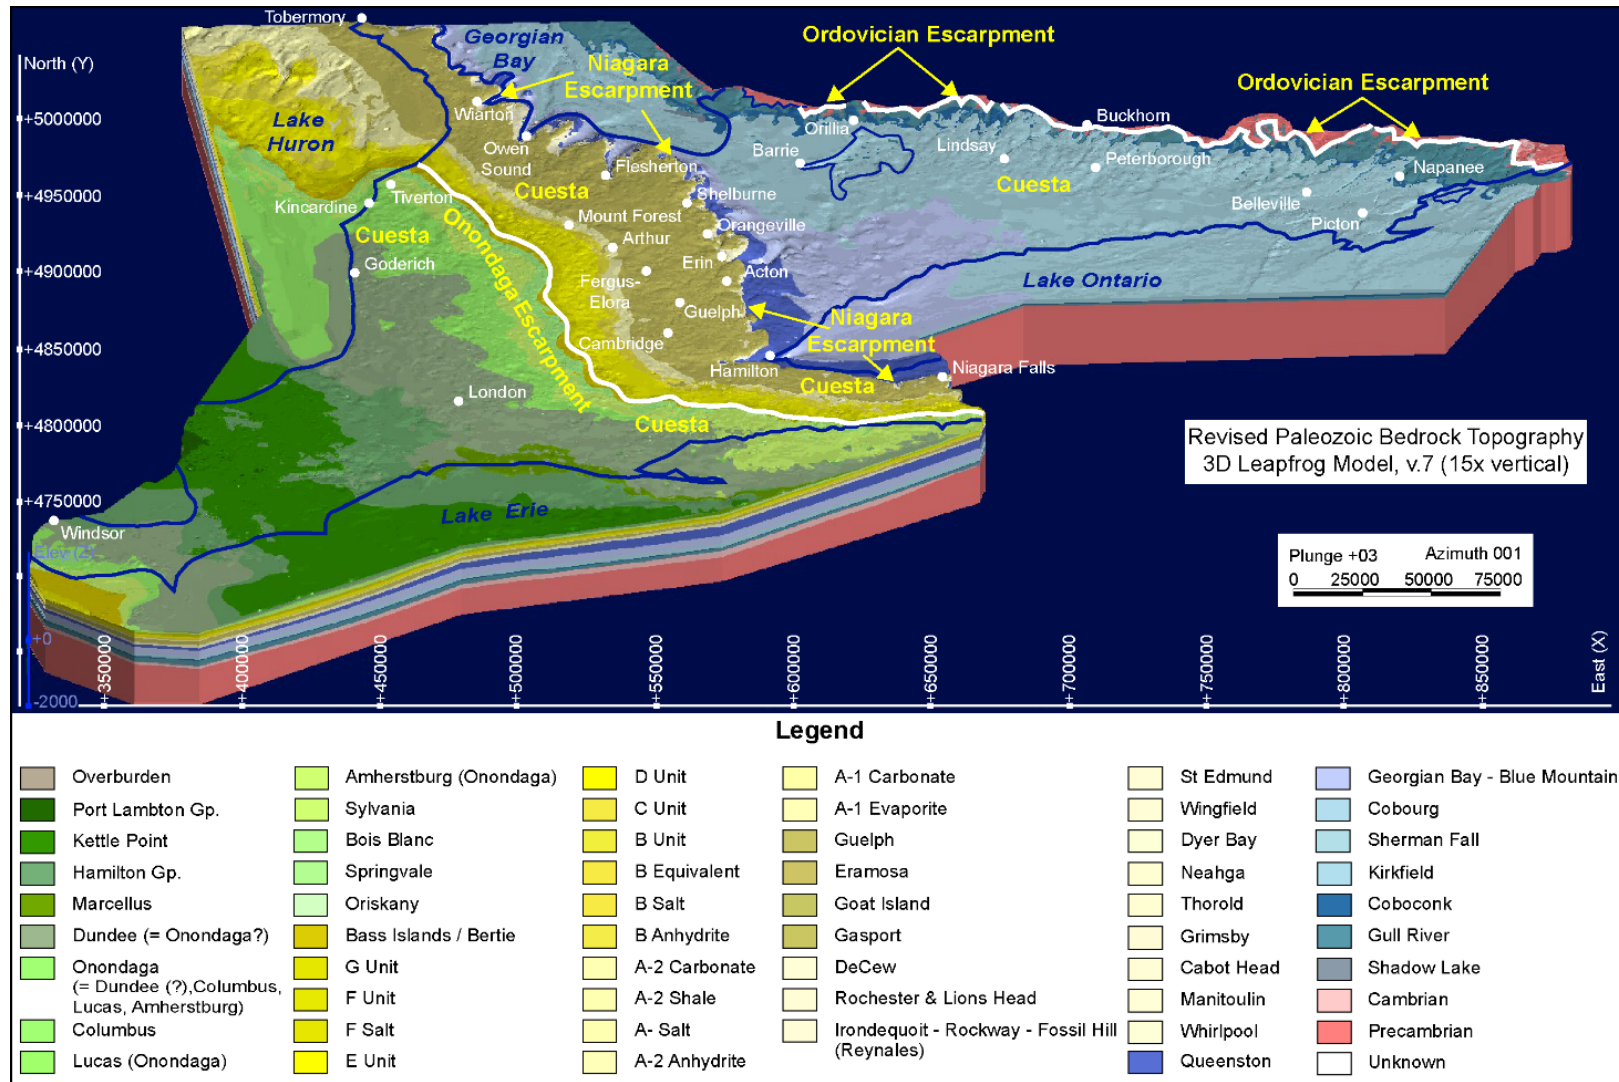 Tobermory
Georgian
Bay
Ordovician Escarpment
Niagara
Escarpment
Ordovician Escarpment
North (Y)
+5000000
Lake
Huron
Wiarton
Owen
Sound
Flesherton
Orillia
Barrie
Lindsay
Buckhorn
Peterborough
Napanee
Cuesta
Cuesta
+4950000
Kincardine
Tiverton
Shelburne
Belleville
Picton
Mount Forest
Orangeville
Cuesta
Arthur
Onondaga Escarpment
Goderich
Erin
Acton
+4900000
Fergus-
Elora
Lake Ontario
Guelph
Niagara
Escarpment
Cambridge
+4850000
Hamilton
Niagara Falls
Cuesta
London
Cuesta
+4800000
Revised Paleozoic Bedrock Topography
3D Leapfrog Model, v.7 (15x vertical)
+4750000
Lake Erie
Windsor
Elev (Z)
Plunge +03 Azimuth 001
0 25000 50000 75000
+0
-2000
+350000
+400000
+450000
+500000
+550000
+600000
+650000
+700000
+750000
+800000
+850000
East (X)
Legend
Overburden
Port Lambton Gp.
Kettle Point
Hamilton Gp.
Marcellus
Dundee (= Onondaga?)
Onondaga
(= Dundee (?),Columbus,
Lucas, Amherstburg)
Columbus
Lucas (Onondaga)
Amherstburg (Onondaga)
Sylvania
Bois Blanc
Springvale
Oriskany
Bass Islands / Bertie
G Unit
F Unit
F Salt
E Unit
D Unit
C Unit
B Unit
B Equivalent
B Salt
B Anhydrite
A-2 Carbonate
A-2 Shale
A- Salt
A-2 Anhydrite
A-1 Carbonate
A-1 Evaporite
Guelph
Eramosa
Goat Island
Gasport
DeCew
Rochester & Lions Head
Irondequoit - Rockway - Fossil Hill
(Reynales)
St Edmund
Wingfield
Dyer Bay
Neahga
Thorold
Grimsby
Cabot Head
Manitoulin
Whirlpool
Queenston
Georgian Bay - Blue Mountain
Cobourg
Sherman Fall
Kirkfield
Coboconk
Gull River
Shadow Lake
Cambrian
Precambrian
Unknown